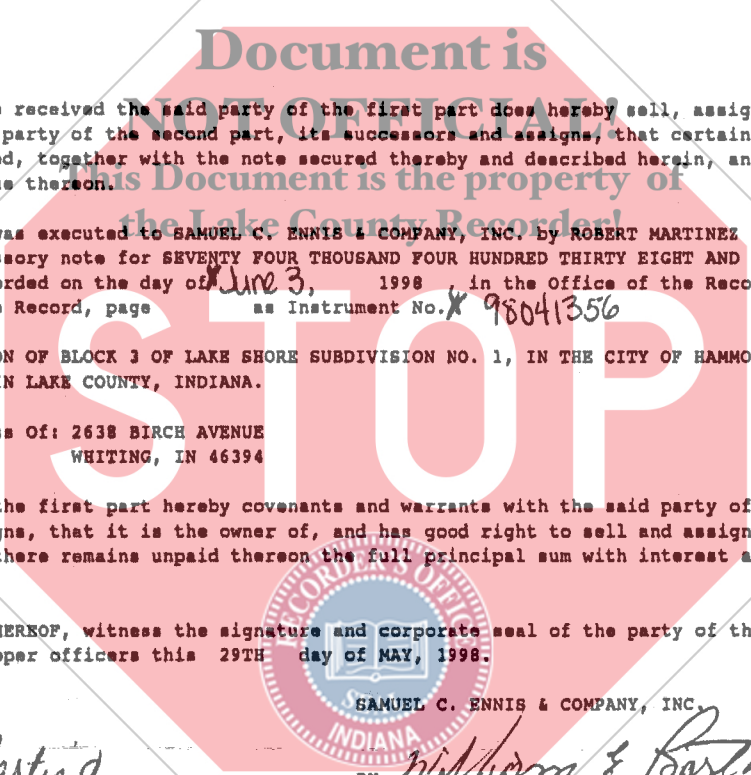 Document is
NOT OFFICIAL!
This Document is the property of
the Lake County Recorder!
STOP
received the said party of the first part does hereby sell, assig
party of the second part, its successors and assigns, that certain
ed, together with the note secured thereby and described herein, an
ue thereon.
was executed to SAMUEL C. ENNIS & COMPANY, INC. by ROBERT MARTINEZ
ssory note for SEVENTY FOUR THOUSAND FOUR HUNDRED THIRTY EIGHT AND
orded on the day of June 3, 1998 , in the Office of the Reco
Record, page as Instrument No. 98041356
ON OF BLOCK 3 OF LAKE SHORE SUBDIVISION NO. 1, IN THE CITY OF HAMMO
IN LAKE COUNTY, INDIANA.
ss Of: 2638 BIRCH AVENUE
WHITING, IN 46394
the first part hereby covenants and warrants with the said party of
gns, that it is the owner of, and has good right to sell and assign
there remains unpaid thereon the full principal sum with interest a
HEREOF, witness the signature and corporate seal of the party of th
oper officers this 29TH day of MAY, 1998.
RECORDER'S OFFICE
SEAL
INDIANA
SAMUEL C. ENNIS & COMPANY, INC.
William E